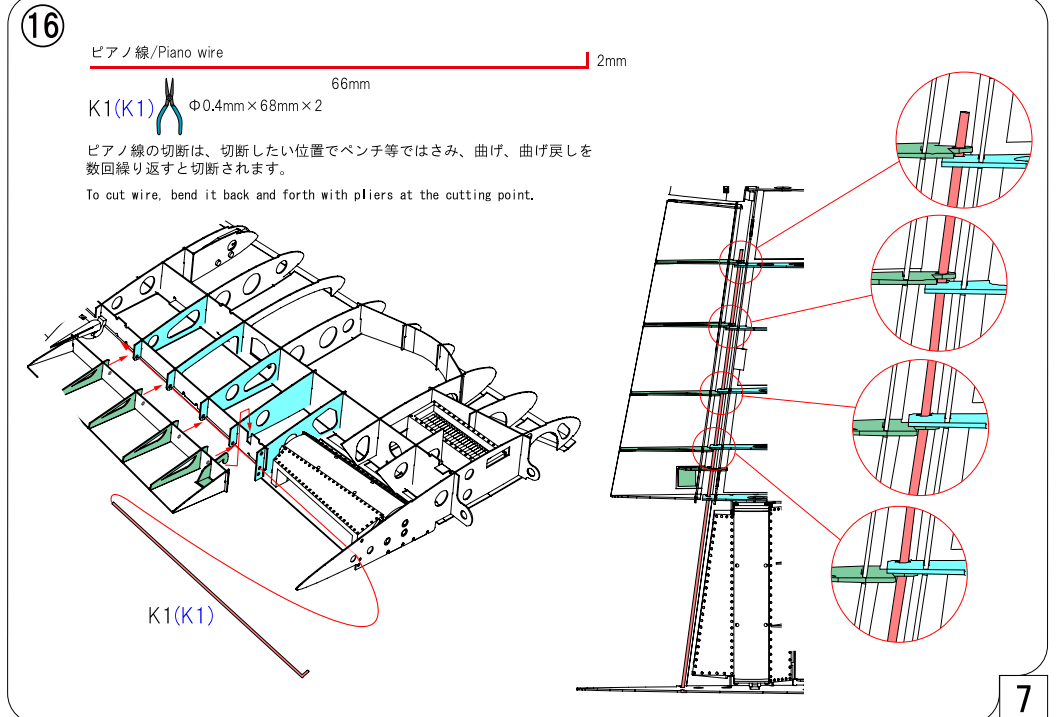 16
ピアノ線/Piano wire
2mm
66mm
K1(K1)
Φ0.4mm×68mm×2
ピアノ線の切断は、切断したい位置でペンチ等ではさみ、曲げ、曲げ戻しを
数回繰り返すと切断されます。
To cut wire, bend it back and forth with pliers at the cutting point.
K1(K1)
7